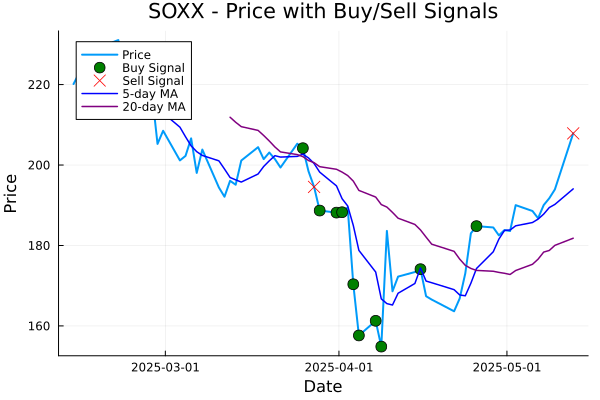 SOXX - Price with Buy/Sell Signals
Price
Buy Signal
Sell Signal
5-day MA
20-day MA
220
200
180
160
Price
2025-03-01
2025-04-01
2025-05-01
Date